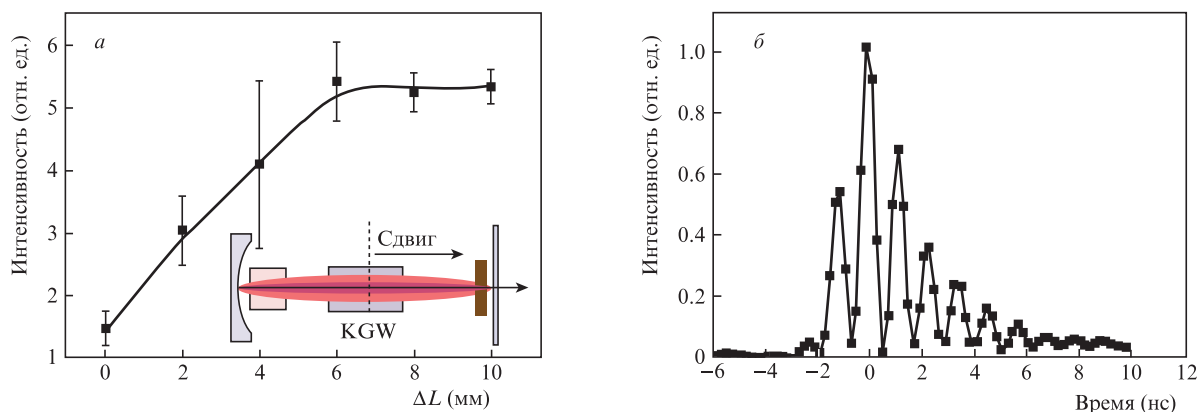 а
Интенсивность (отн. ед.)
6
5
4
3
2
1
Сдвиг
KGW
0 2 4 6 8 10
ΔL (мм)
б
Интенсивность (отн. ед.)
1.0
0.8
0.6
0.4
0.2
0
−6 −4 −2 0 2 4 6 8 10 12
Время (нс)